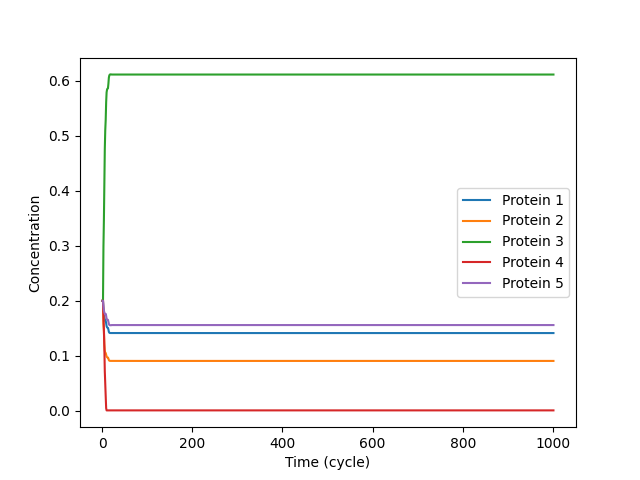 0.6
0.5
0.4
0.3
0.2
0.1
0.0
Concentration
Protein 1
Protein 2
Protein 3
Protein 4
Protein 5
0 200 400 600 800 1000
Time (cycle)